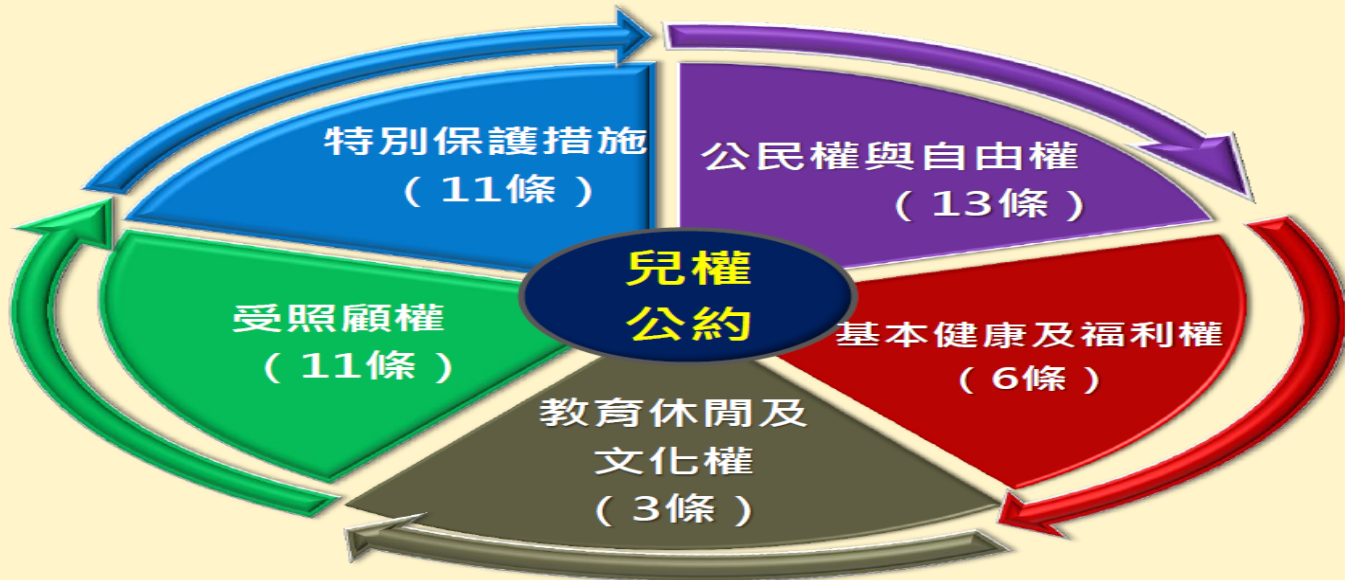 兒權
公約
公民權與自由權
（13條）
基本健康及福利權
（6條）
教育休閒及
文化權
（3條）
受照顧權
（11條）
特別保護措施
（11條）